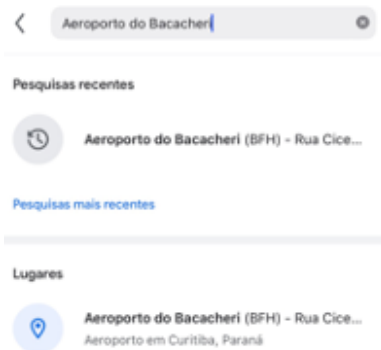 Aeroporto do Bacacheri
Pesquisas recentes
Aeroporto do Bacacheri (BFH) - Rua Cice...
Pesquisas mais recentes
Lugares
Aeroporto do Bacacheri (BFH) - Rua Cice...
Aeroporto em Curitiba, Paraná